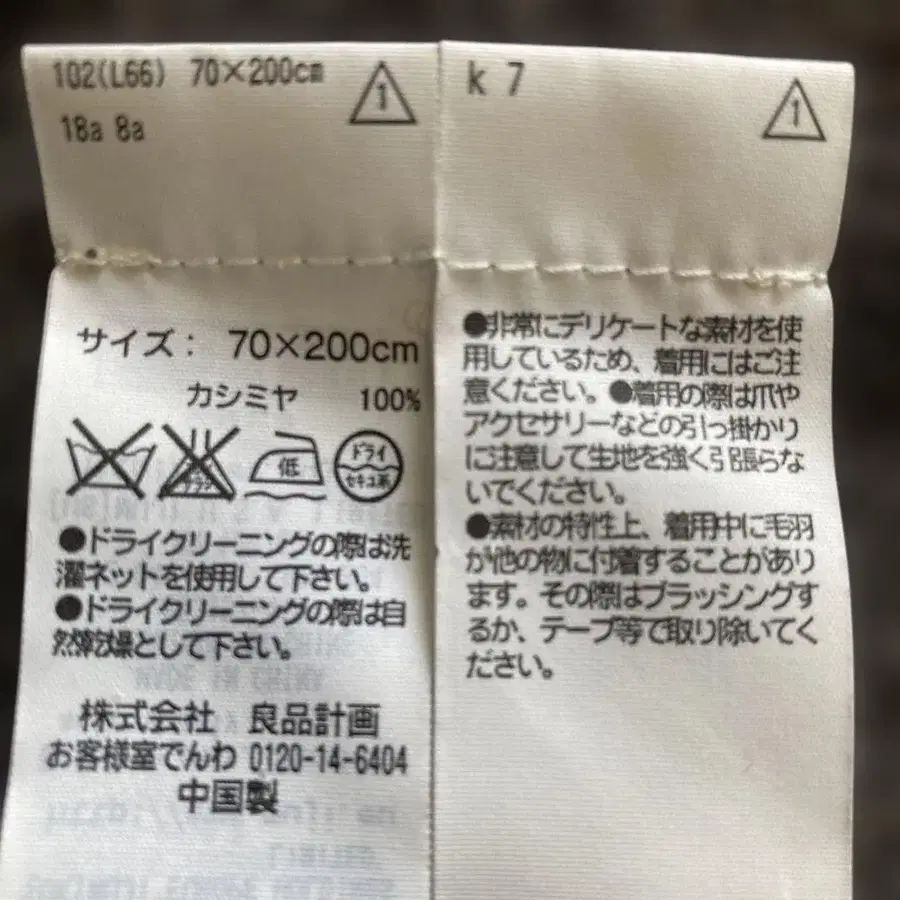 102(L66) 70×200cm
1
18a 8a
サイズ: 70×200cm
カシミヤ 100%
低
ドライ
セキユ系
●ドライクリーニングの際は洗
濯ネットを使用して下さい。
●ドライクリーニングの際は自
然乾燥として下さい。
株式会社 良品計画
お客様室でんわ 0120-14-6404
中国製
k 7
1
●非常にデリケートな素材を使
用しているため、着用にはご注
意ください。●着用の際は爪や
アクセサリーなどの引っ掛かり
に注意して生地を強く引張らな
いでください。
●素材の特性上、着用中に毛羽
が他の物に付着することがあり
ます。その際はブラッシングす
るか、テープ等で取り除いてく
ださい。